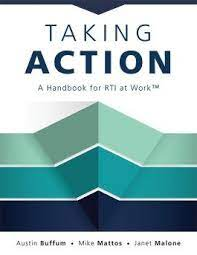 TAKING
ACTION
A Handbook for RTI at Work™
Austin Buffum • Mike Mattos • Janet Malone